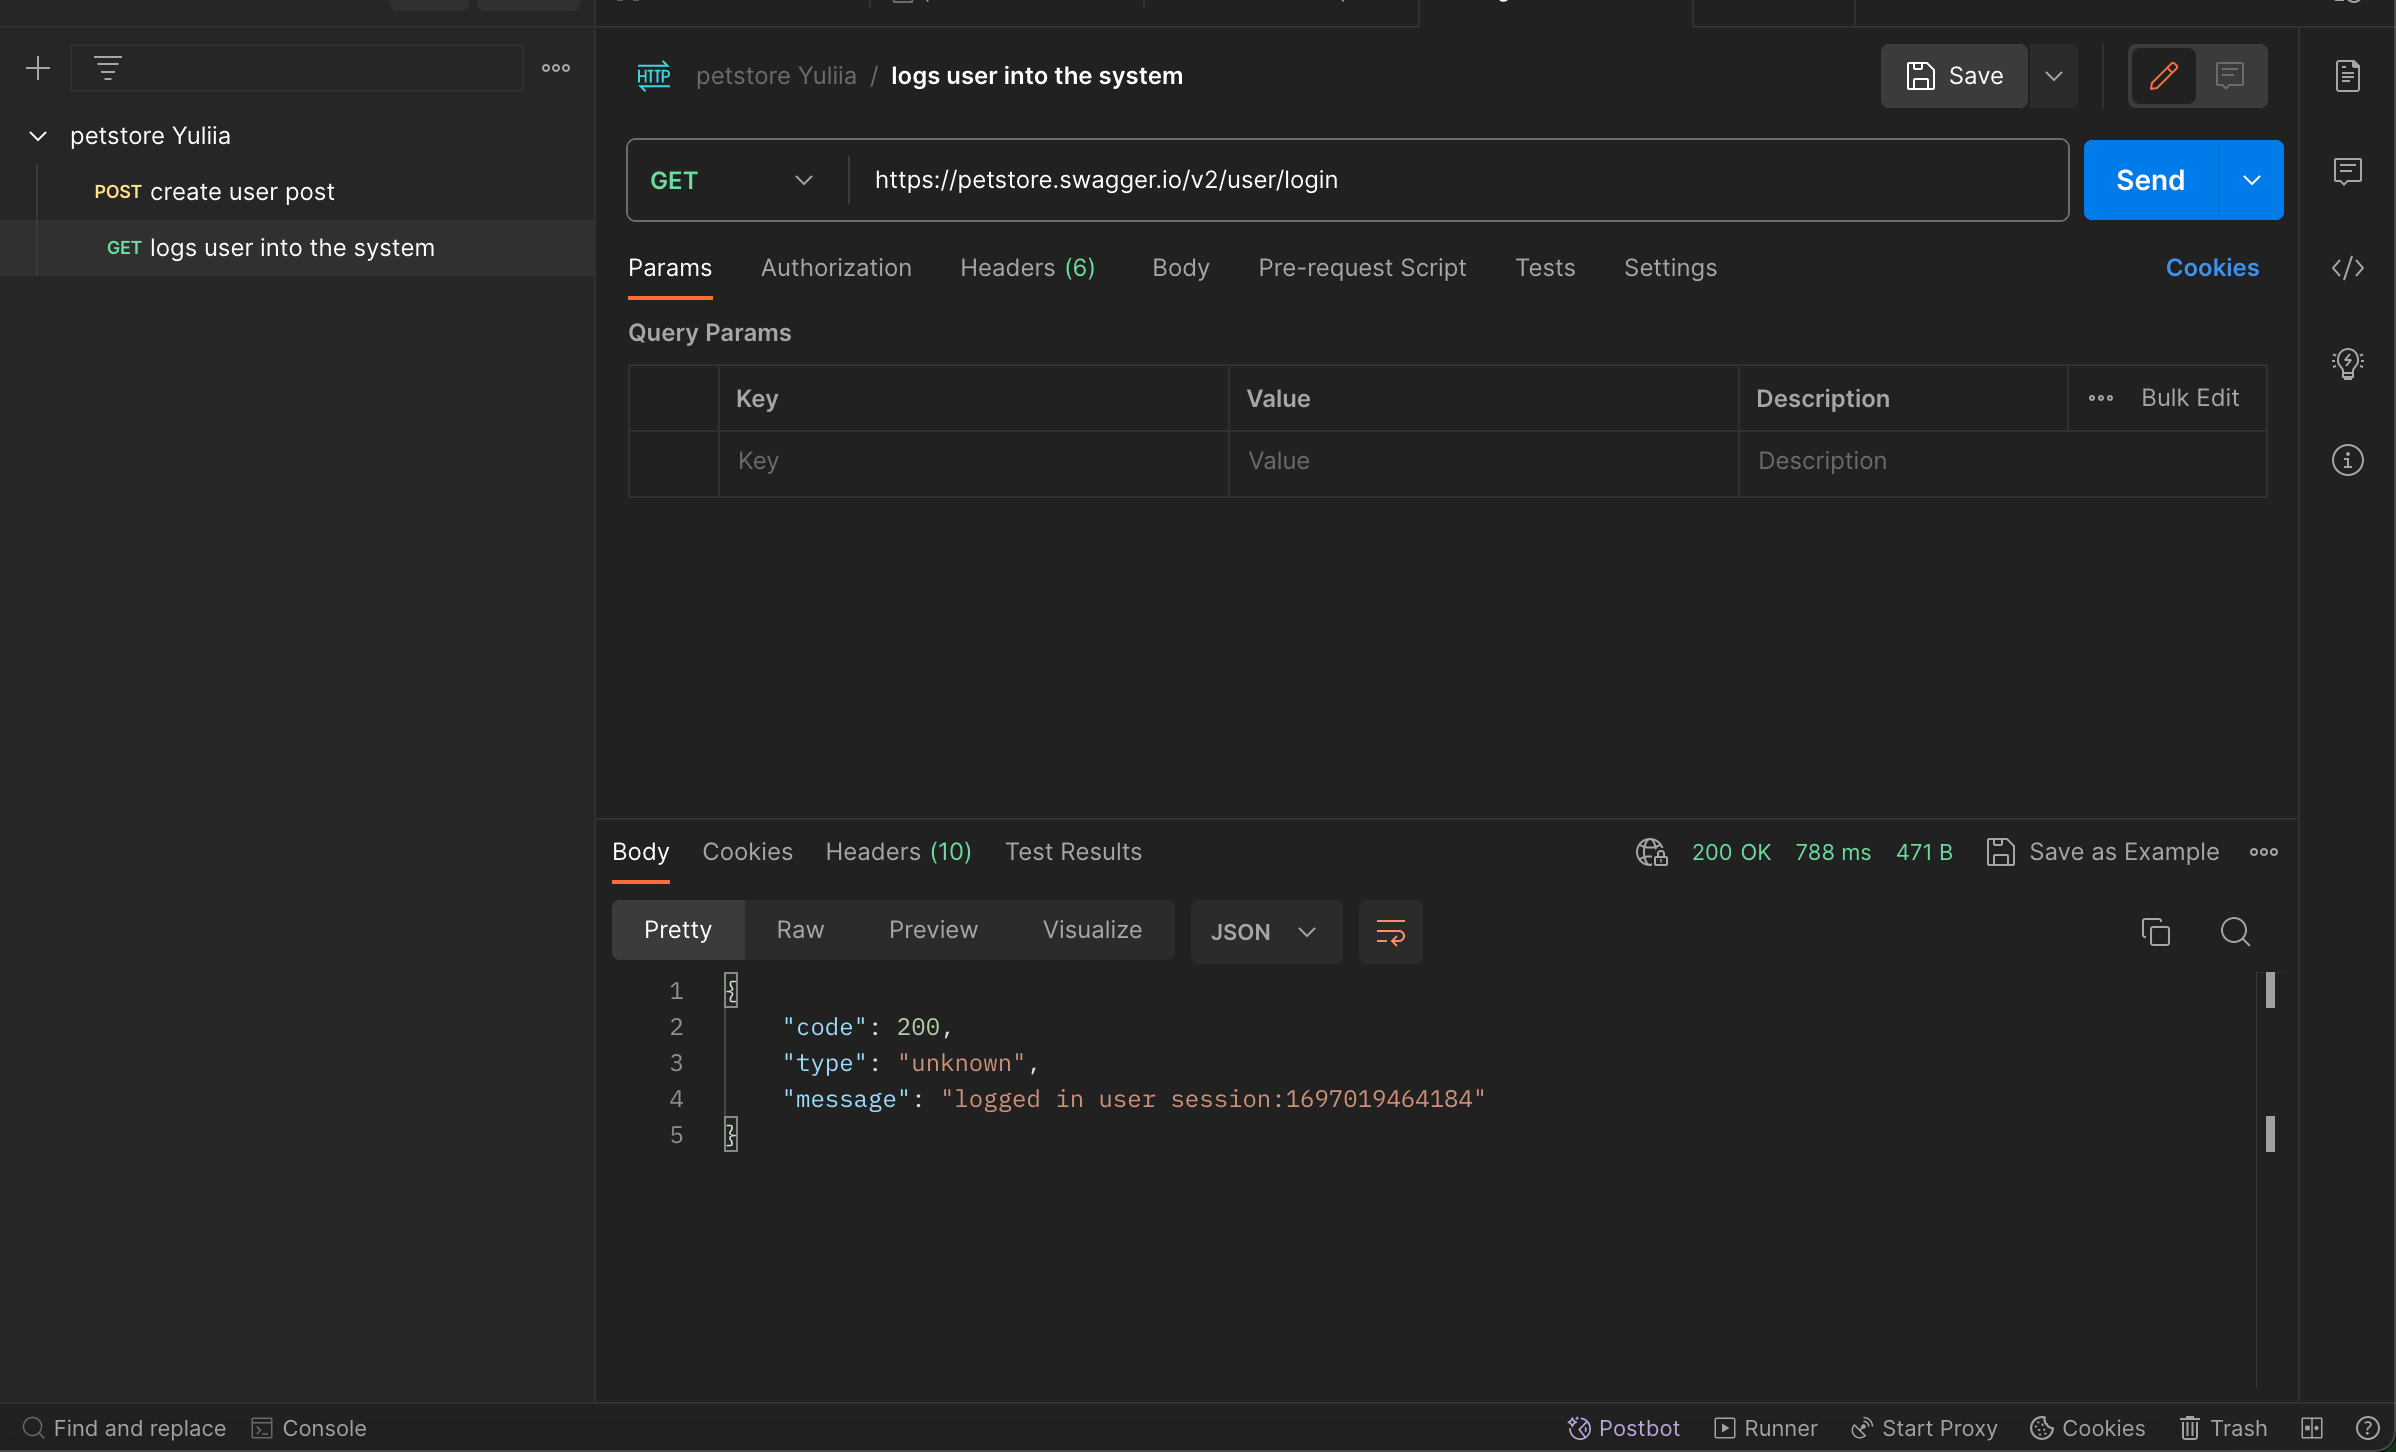 HTTP petstore Yuliia / logs user into the system
Save
petstore Yuliia
POST create user post
GET logs user into the system
GET https://petstore.swagger.io/v2/user/login
Send
Params Authorization Headers (6) Body Pre-request Script Tests Settings Cookies
Query Params
Key Value Description Bulk Edit
Key Value Description
Body Cookies Headers (10) Test Results 200 OK 788 ms 471 B Save as Example
Pretty Raw Preview Visualize JSON
1 {
2 "code": 200,
3 "type": "unknown",
4 "message": "logged in user session:1697019464184"
5 }
Find and replace Console Postbot Runner Start Proxy Cookies Trash